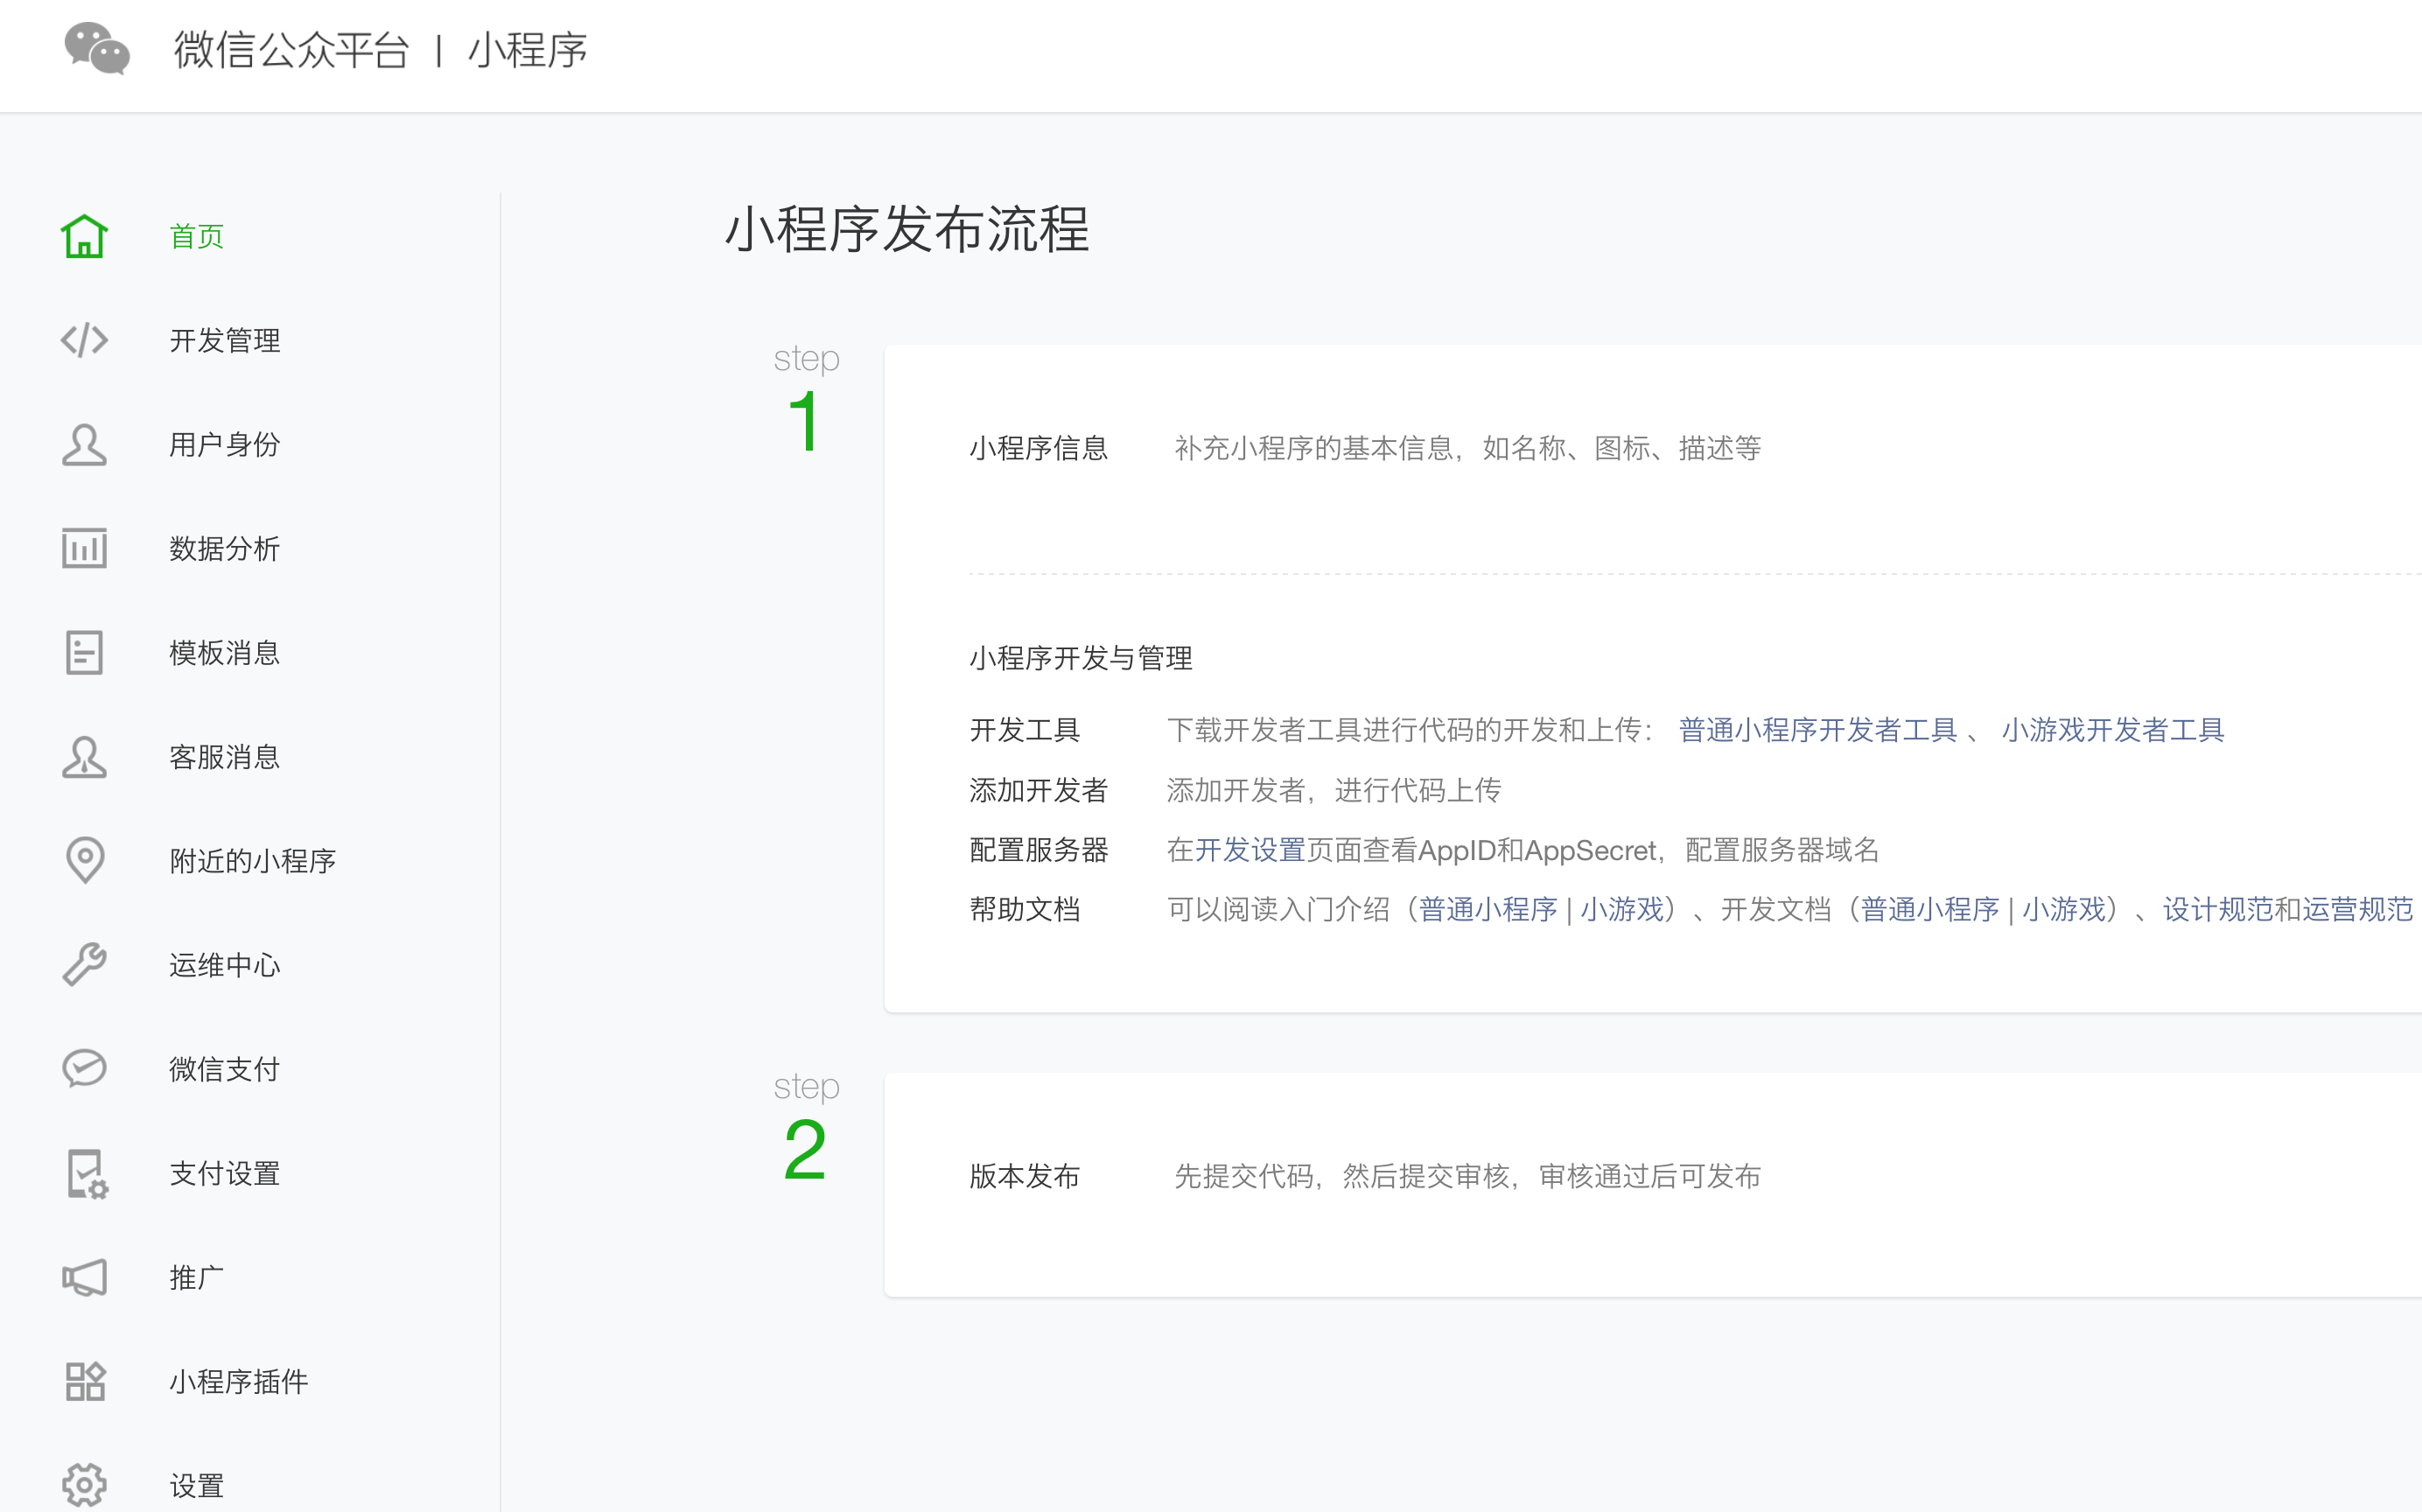 微信公众平台 | 小程序
首页
开发管理
用户身份
数据分析
模板消息
客服消息
附近的小程序
运维中心
微信支付
支付设置
推广
小程序插件
设置
小程序发布流程
step
1
小程序信息 补充小程序的基本信息，如名称、图标、描述等
小程序开发与管理
开发工具 下载开发者工具进行代码的开发和上传： 普通小程序开发者工具 、 小游戏开发者工具
添加开发者 添加开发者，进行代码上传
配置服务器 在开发设置页面查看AppID和AppSecret，配置服务器域名
帮助文档 可以阅读入门介绍（普通小程序 | 小游戏）、开发文档（普通小程序 | 小游戏）、设计规范和运营规范
step
2
版本发布 先提交代码，然后提交审核，审核通过后可发布